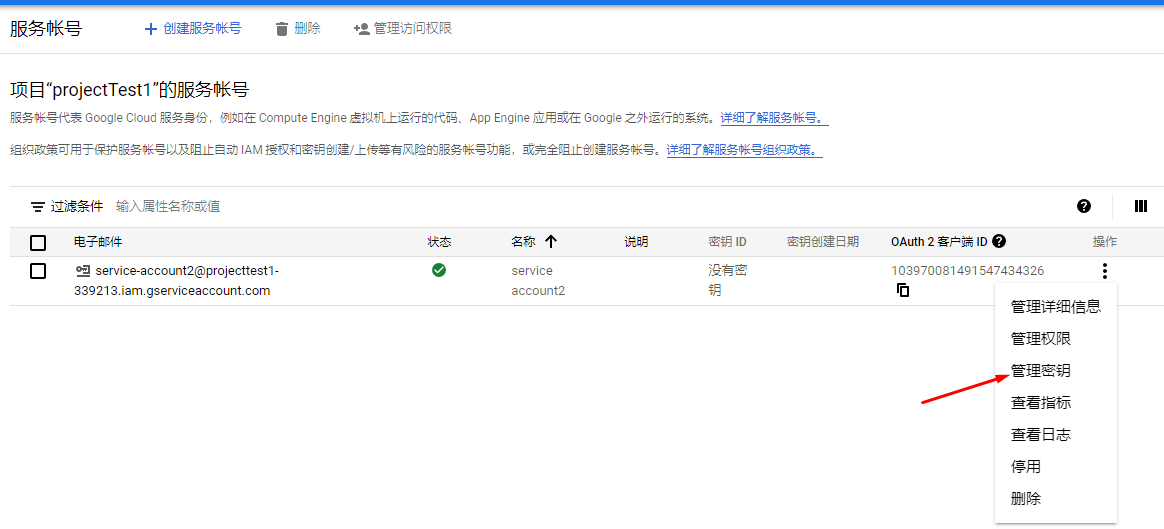 服务帐号 创建服务帐号 删除 管理访问权限
项目“projectTest1”的服务帐号
服务帐号代表 Google Cloud 服务身份，例如在 Compute Engine 虚拟机上运行的代码、App Engine 应用或在 Google 之外运行的系统。详细了解服务帐号。
组织政策可用于保护服务帐号以及阻止自动 IAM 授权和密钥创建/上传等有风险的服务帐号功能，或完全阻止创建服务帐号。详细了解服务帐号组织政策。
过滤条件 输入属性名称或值
电子邮件 状态 名称 说明 密钥 ID 密钥创建日期 OAuth 2 客户端 ID 操作
service-account2@projecttest1- service 没有密 103970081491547434326
339213.iam.gserviceaccount.com account2 钥
管理详细信息
管理权限
管理密钥
查看指标
查看日志
停用
删除